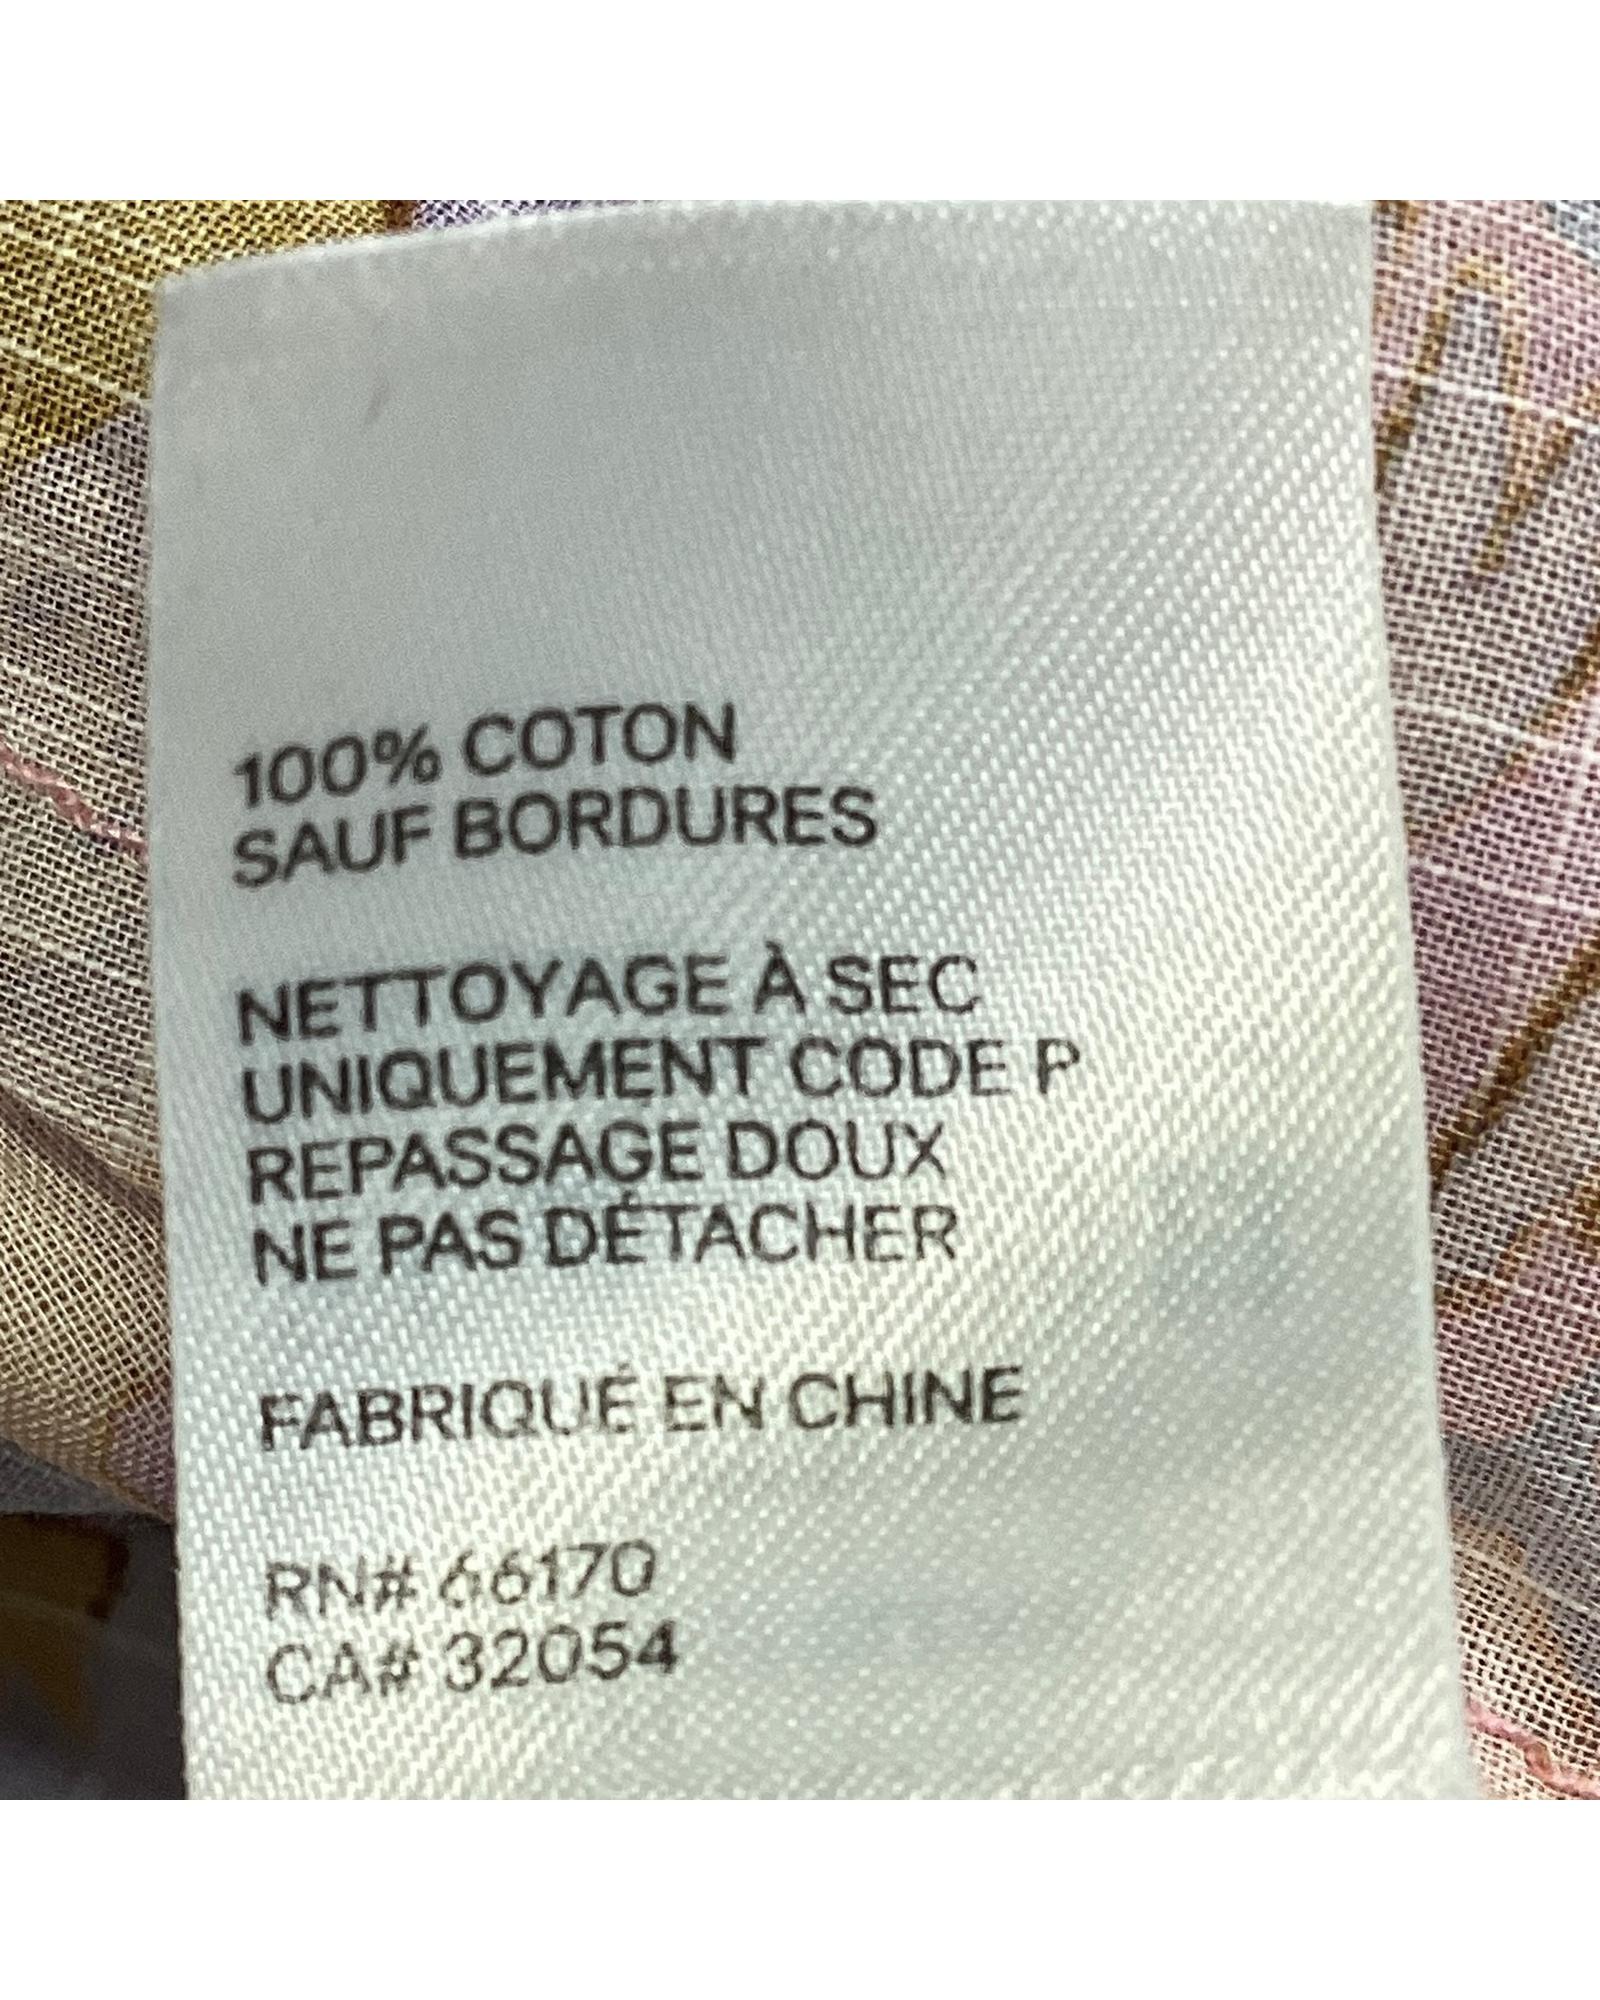 100% COTON
SAUF BORDURES
NETTOYAGE À SEC
UNIQUEMENT CODE P
REPASSAGE DOUX
NE PAS DÉTACHER
FABRIQUÉ EN CHINE
RN# 66170
CA# 32054